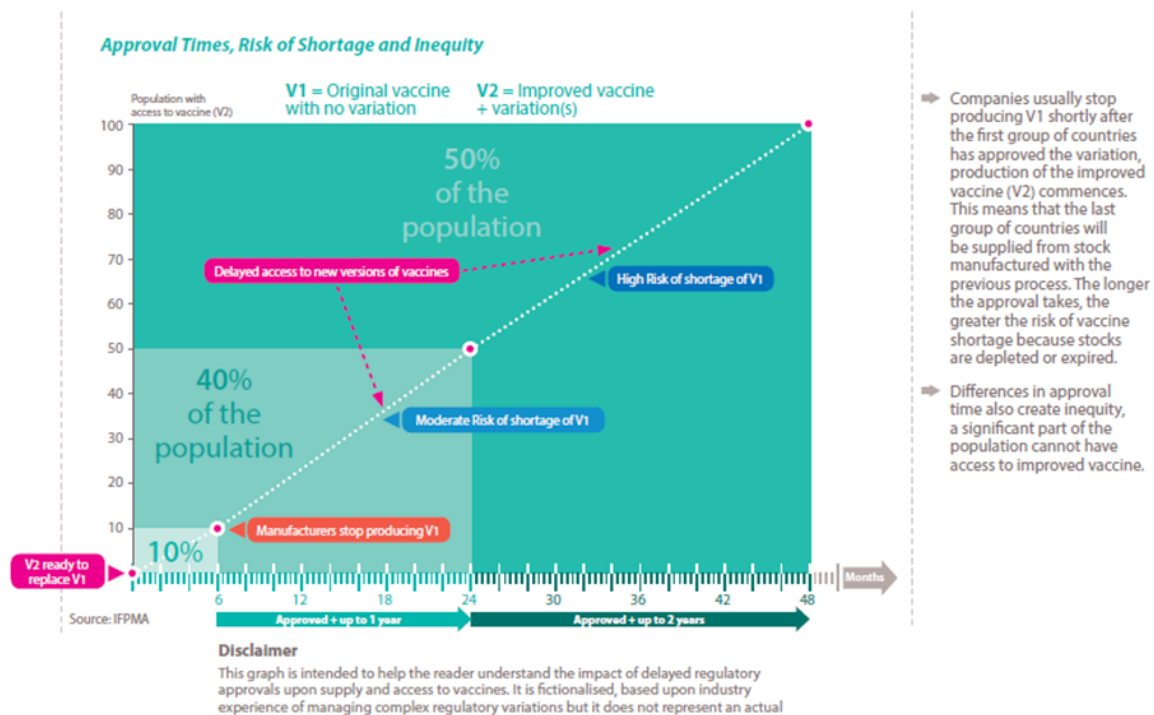 Approval Times, Risk of Shortage and Inequity
Population with
access to vaccine (V2)
V1 = Original vaccine
with no variation
V2 = Improved vaccine
+ variation(s)
100
90
80
70
60
50
40
30
20
10
50%
of the
population
Delayed access to new versions of vaccines
High Risk of shortage of V1
40%
of the
population
Moderate Risk of shortage of V1
Manufacturers stop producing V1
10%
V2 ready to
replace V1
6
12
18
24
30
36
42
48
Months
Source: IFPMA
Approved + up to 1 year
Approved + up to 2 years
Disclaimer
This graph is intended to help the reader understand the impact of delayed regulatory
approvals upon supply and access to vaccines. It is fictionalised, based upon industry
experience of managing complex regulatory variations but it does not represent an actual
Companies usually stop
producing V1 shortly after
the first group of countries
has approved the variation,
production of the improved
vaccine (V2) commences.
This means that the last
group of countries will
be supplied from stock
manufactured with the
previous process. The longer
the approval takes, the
greater the risk of vaccine
shortage because stocks
are depleted or expired.
Differences in approval
time also create inequity,
a significant part of the
population cannot have
access to improved vaccine.